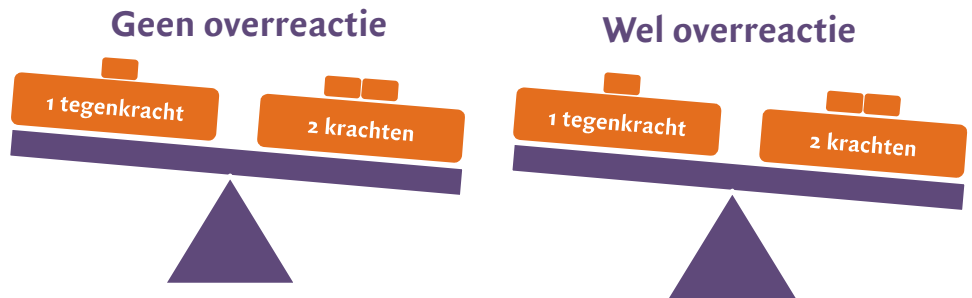 Geen overreactie
1 tegenkracht
2 krachten
Wel overreactie
1 tegenkracht
2 krachten